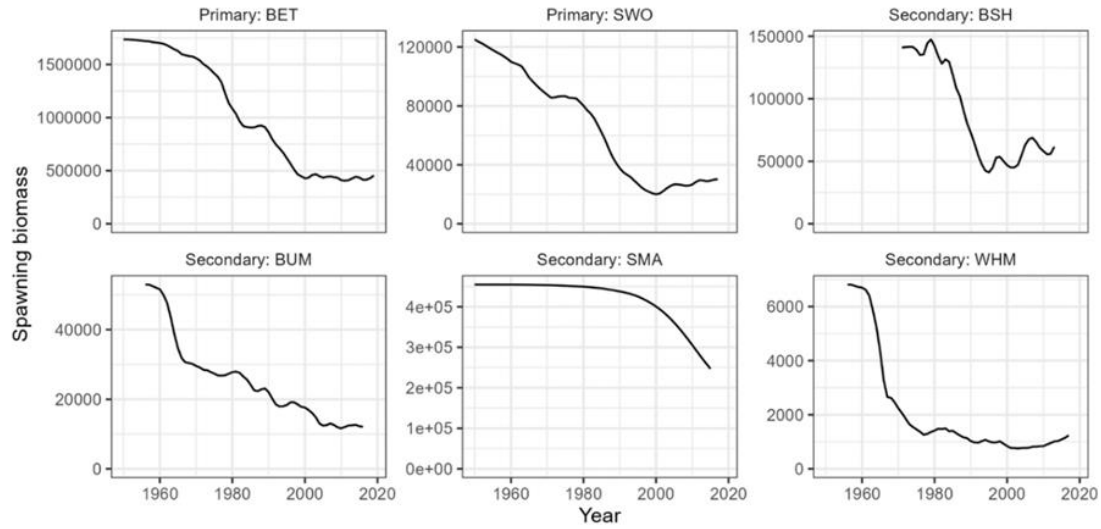 Primary: BET
Primary: SWO
Secondary: BSH
1500000
1000000
500000
0
120000
80000
40000
0
150000
100000
50000
0
Spawning biomass
Secondary: BUM
Secondary: SMA
Secondary: WHM
40000
20000
0
4e+05
3e+05
2e+05
1e+05
0e+00
6000
4000
2000
0
1960 1980 2000 2020
1960 1980 2000 2020
1960 1980 2000 2020
Year